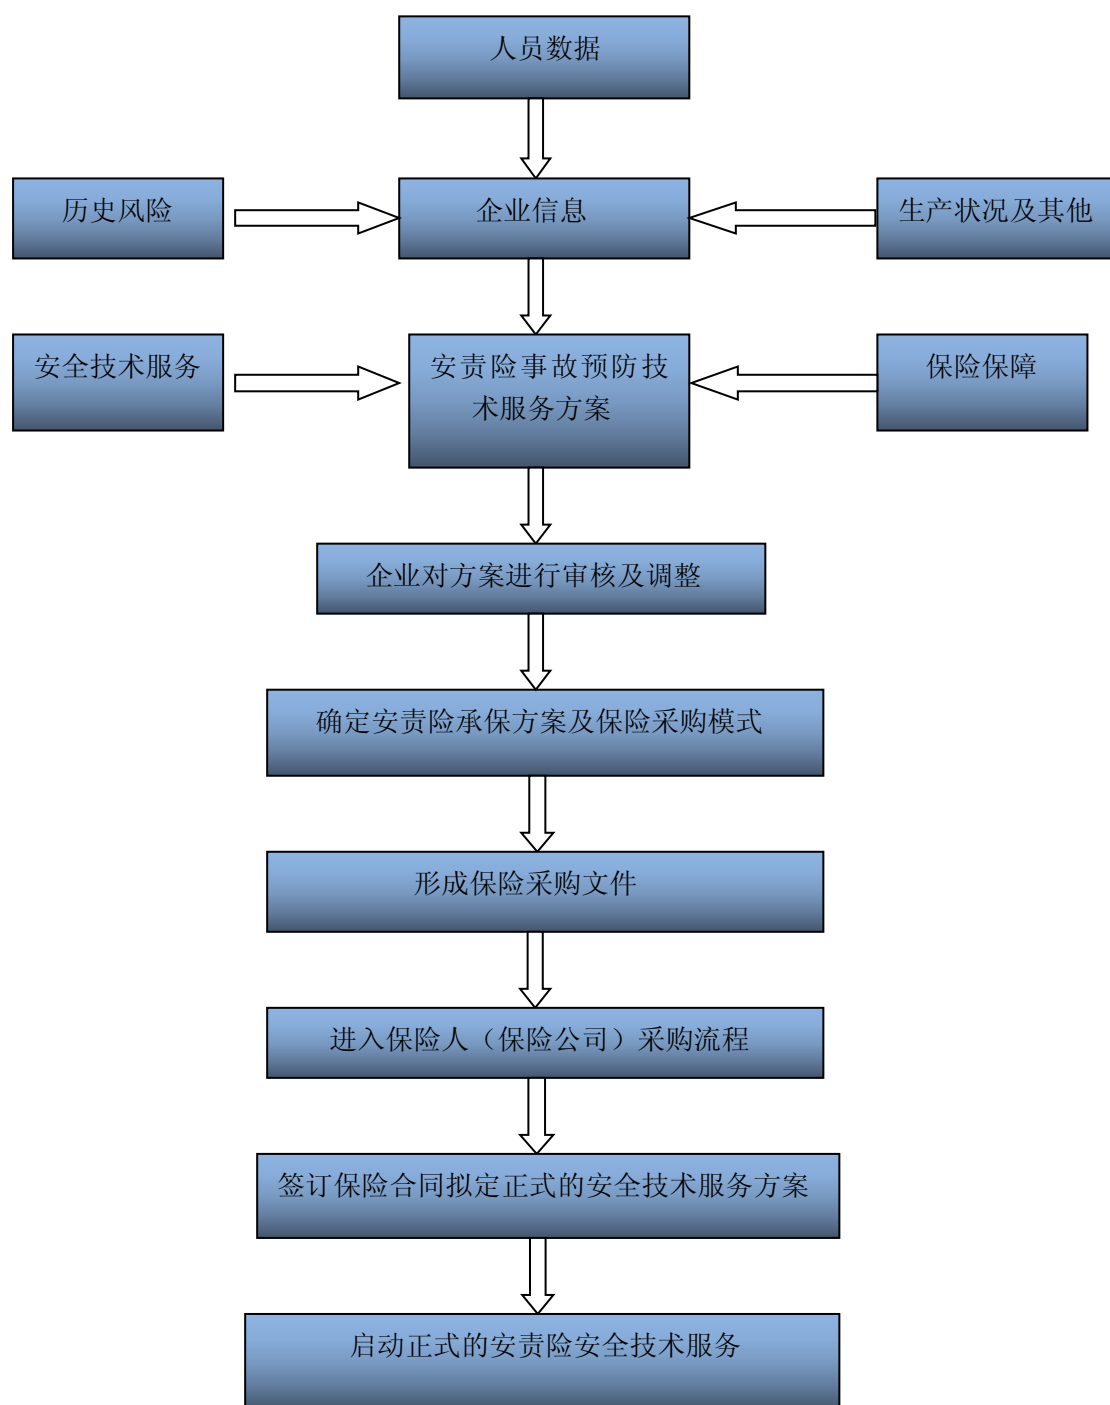 人员数据
历史风险
企业信息
生产状况及其他
安全技术服务
安责险事故预防技
术服务方案
保险保障
企业对方案进行审核及调整
确定安责险承保方案及保险采购模式
形成保险采购文件
进入保险人（保险公司）采购流程
签订保险合同拟定正式的安全技术服务方案
启动正式的安责险安全技术服务